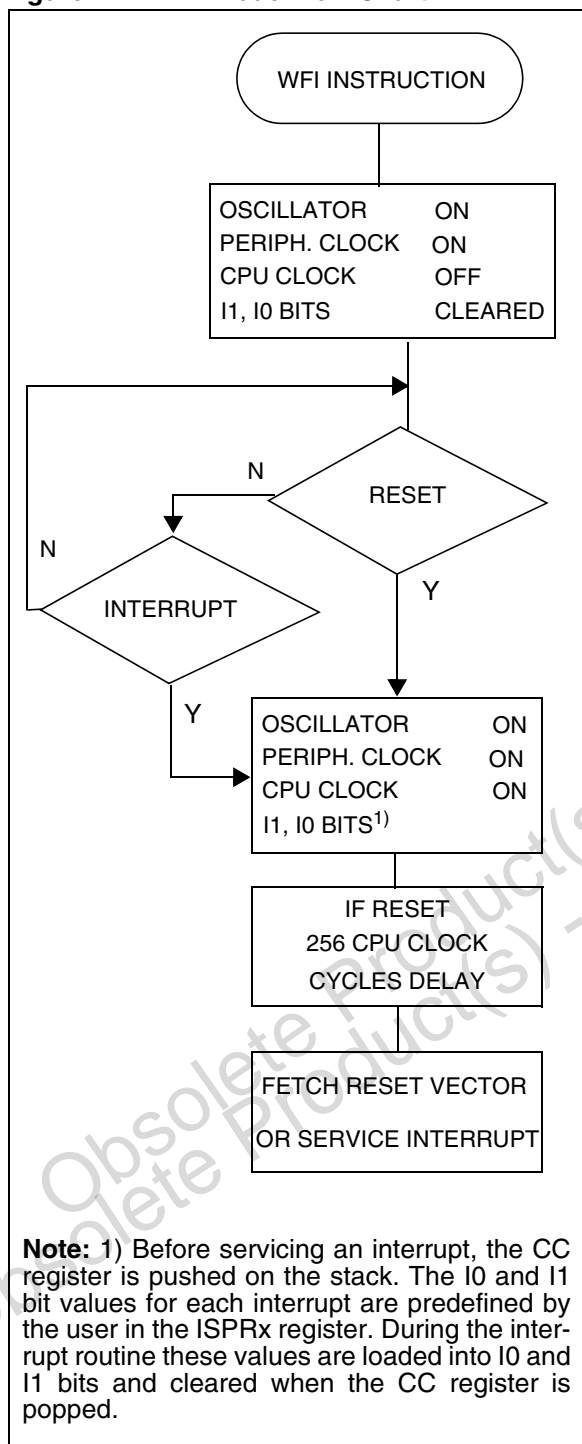 WFI INSTRUCTION
OSCILLATOR ON
PERIPH. CLOCK ON
CPU CLOCK OFF
I1, I0 BITS CLEARED
N
RESET
N
Y
INTERRUPT
Y
OSCILLATOR ON
PERIPH. CLOCK ON
CPU CLOCK ON
I1, I0 BITS1)
IF RESET
256 CPU CLOCK
CYCLES DELAY
FETCH RESET VECTOR
OR SERVICE INTERRUPT
Obsolete Product(s) -
Obsolete Product(s)
Note: 1) Before servicing an interrupt, the CC
register is pushed on the stack. The I0 and I1
bit values for each interrupt are predefined by
the user in the ISPRx register. During the inter-
rupt routine these values are loaded into I0 and
I1 bits and cleared when the CC register is
popped.